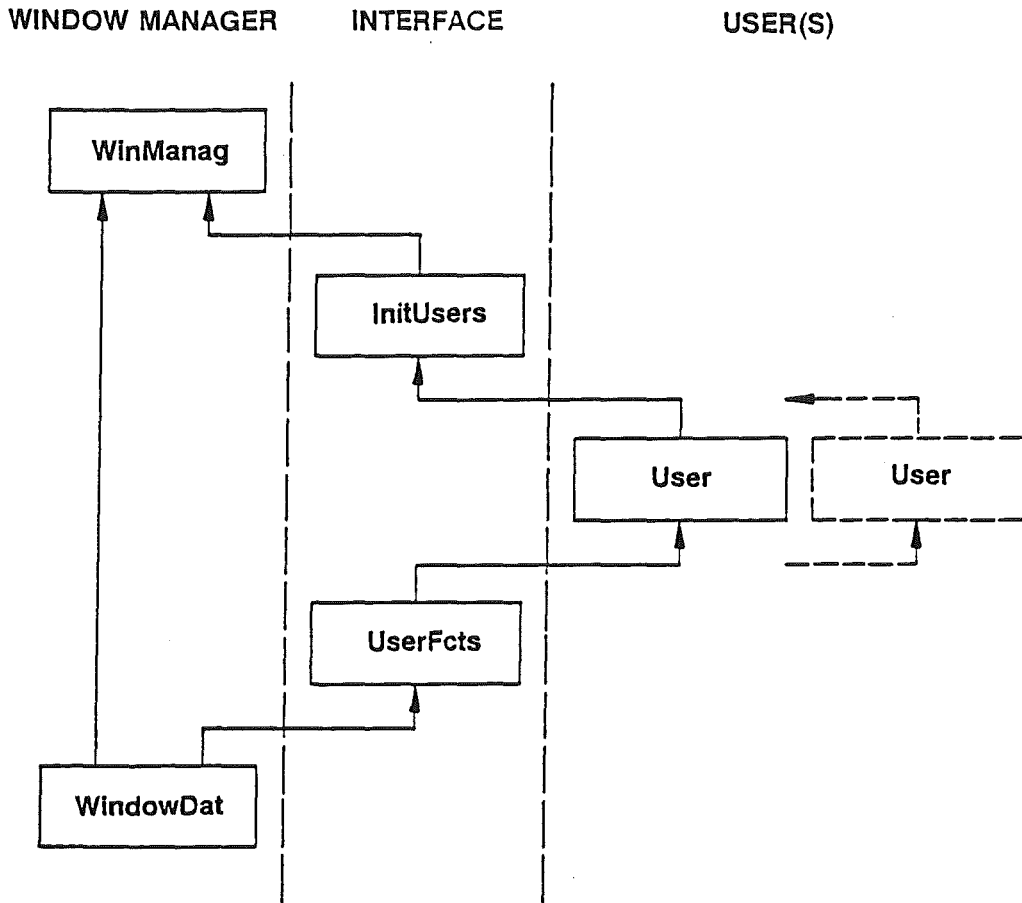 WINDOW MANAGER INTERFACE USER(S)
WinManag
InitUsers
User User
UserFcts
WindowDat